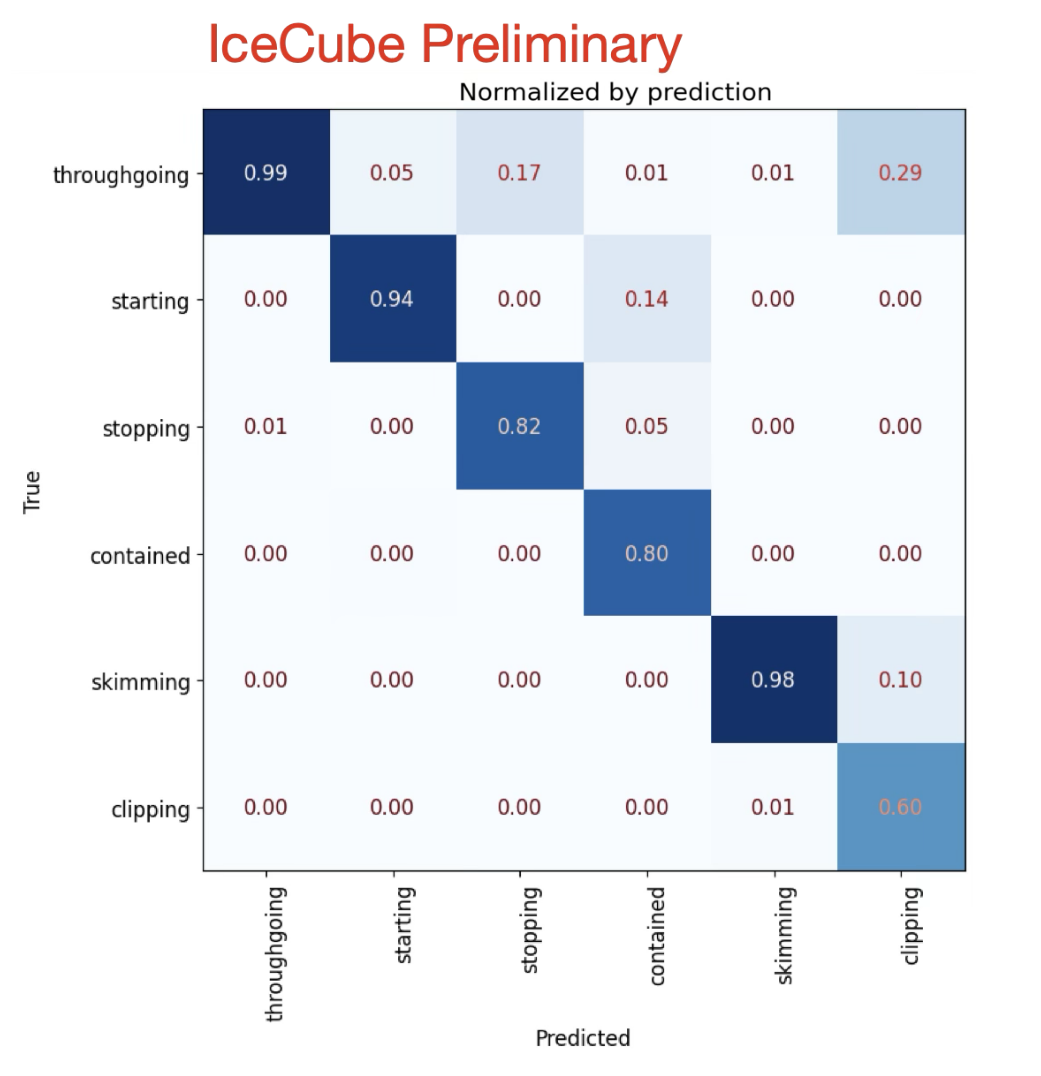 IceCube Preliminary
Normalized by prediction
throughgoing 0.99 0.05 0.17 0.01 0.01 0.29
starting 0.00 0.94 0.00 0.14 0.00 0.00
stopping 0.01 0.00 0.82 0.05 0.00 0.00
contained 0.00 0.00 0.00 0.80 0.00 0.00
skimming 0.00 0.00 0.00 0.00 0.98 0.10
clipping 0.00 0.00 0.00 0.00 0.01 0.60
True
throughgoing starting stopping contained skimming clipping
Predicted